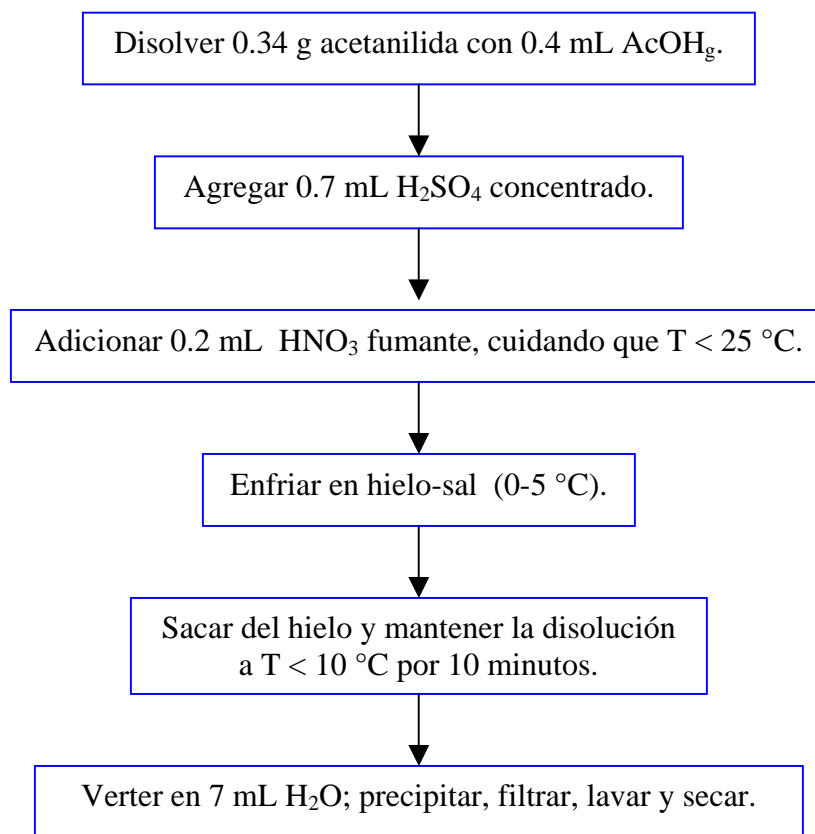 Disolver 0.34 g acetanilida con 0.4 mL AcOHg.
Agregar 0.7 mL H2SO4 concentrado.
Adicionar 0.2 mL HNO3 fumante, cuidando que T < 25 °C.
Enfriar en hielo-sal (0-5 °C).
Sacar del hielo y mantener la disolución
a T < 10 °C por 10 minutos.
Verter en 7 mL H2O; precipitar, filtrar, lavar y secar.